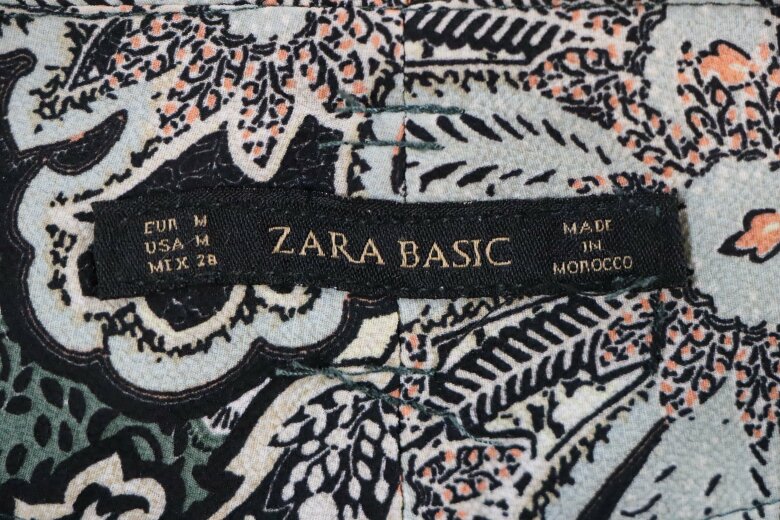 EUR M
USA M
MEX 28
ZARA BASIC
MADE
IN
MOROCCO